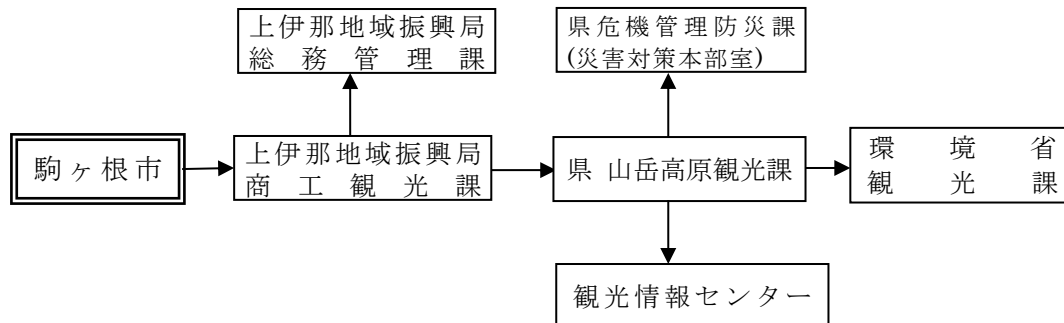 上伊那地域振興局
総務管理課
県危機管理防災課
(災害対策本部室)
駒ヶ根市
上伊那地域振興局
商工観光課
県 山岳高原観光課
環境省
観光課
観光情報センター